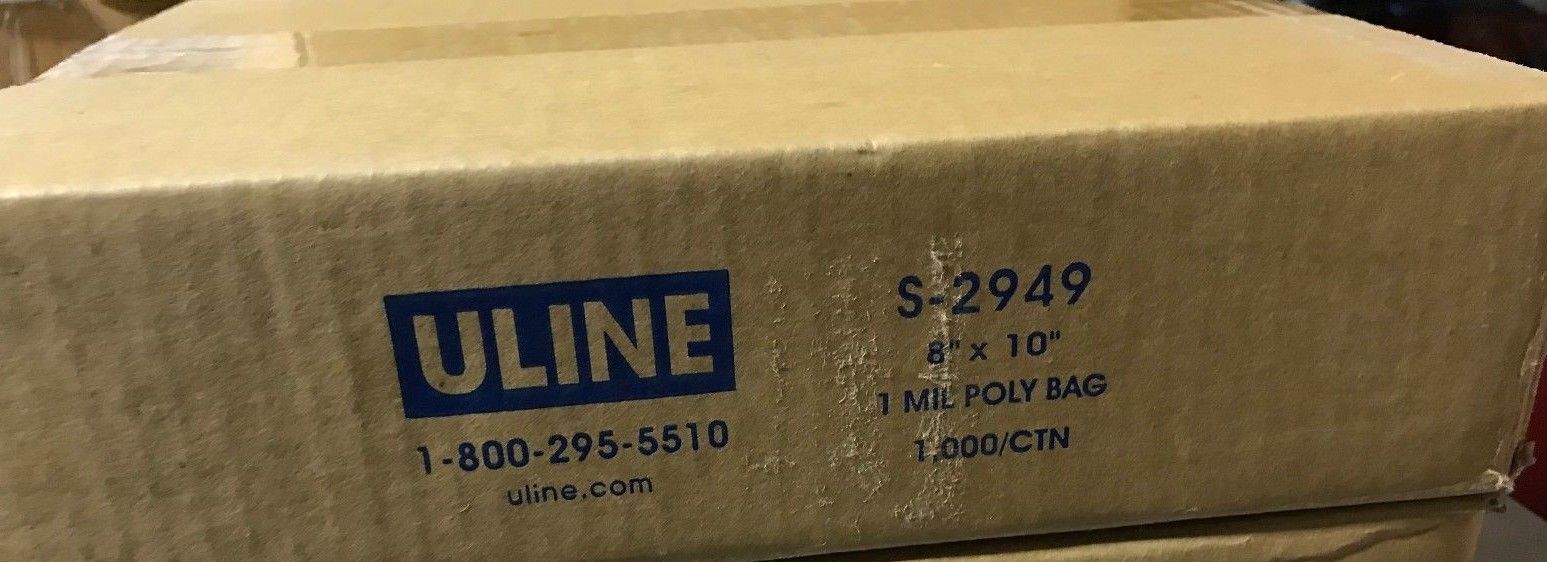 ULINE
1-800-295-5510
uline.com
S-2949
8" x 10"
1 MIL POLY BAG
1,000/CTN